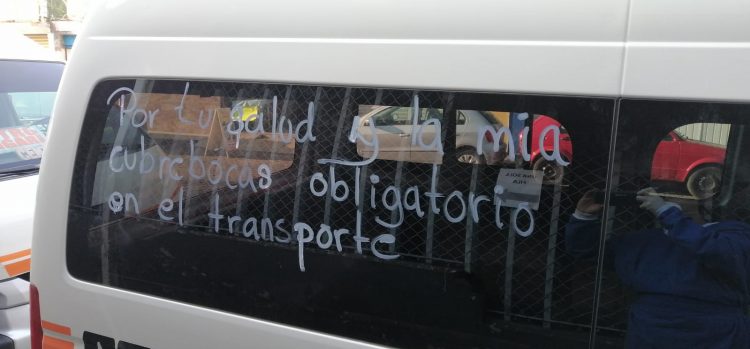 Por tu salud y la mia
cubrebocas obligatorio
en el transporte